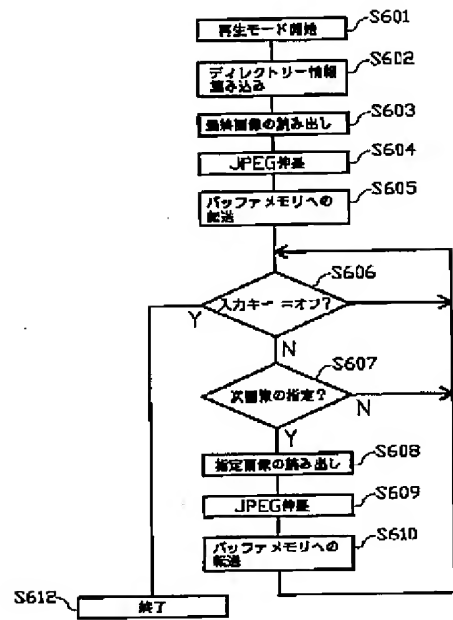 再生モード開始
S601
ディレクトリー情報
読み込み
S602
最終画像の読み出し
S603
JPEG伸長
S604
バッファメモリへの
転送
S605
入力キー=オフ?
S606
Y
N
次画像の指定?
S607
N
Y
指定画像の読み出し
S608
JPEG伸長
S609
バッファメモリへの
転送
S610
S612
終了